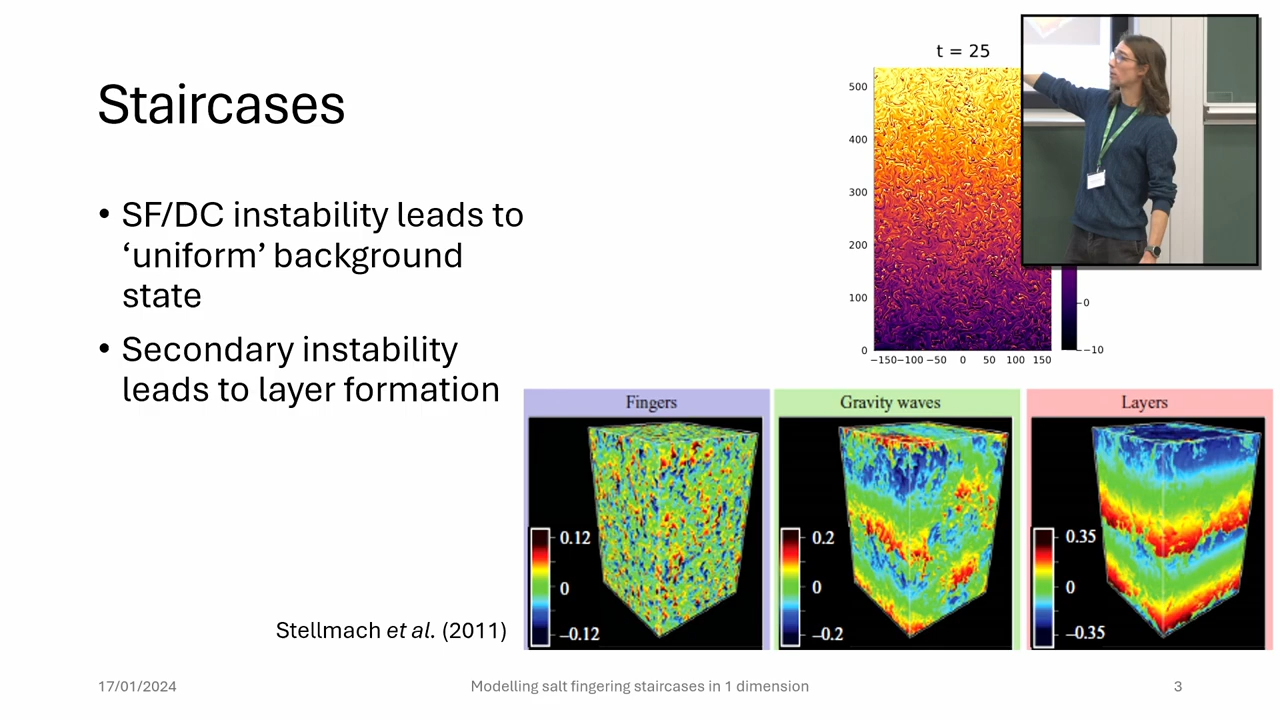 Staircases
• SF/DC instability leads to
‘uniform’ background
state
• Secondary instability
leads to layer formation
t = 25
500
400
300
200
100
0
−150 −100 −50 0 50 100 150
0
−10
Fingers
0.12
0
−0.12
Gravity waves
0.2
0
−0.2
Layers
0.35
0
−0.35
Stellmach et al. (2011)
17/01/2024
Modelling salt fingering staircases in 1 dimension
3